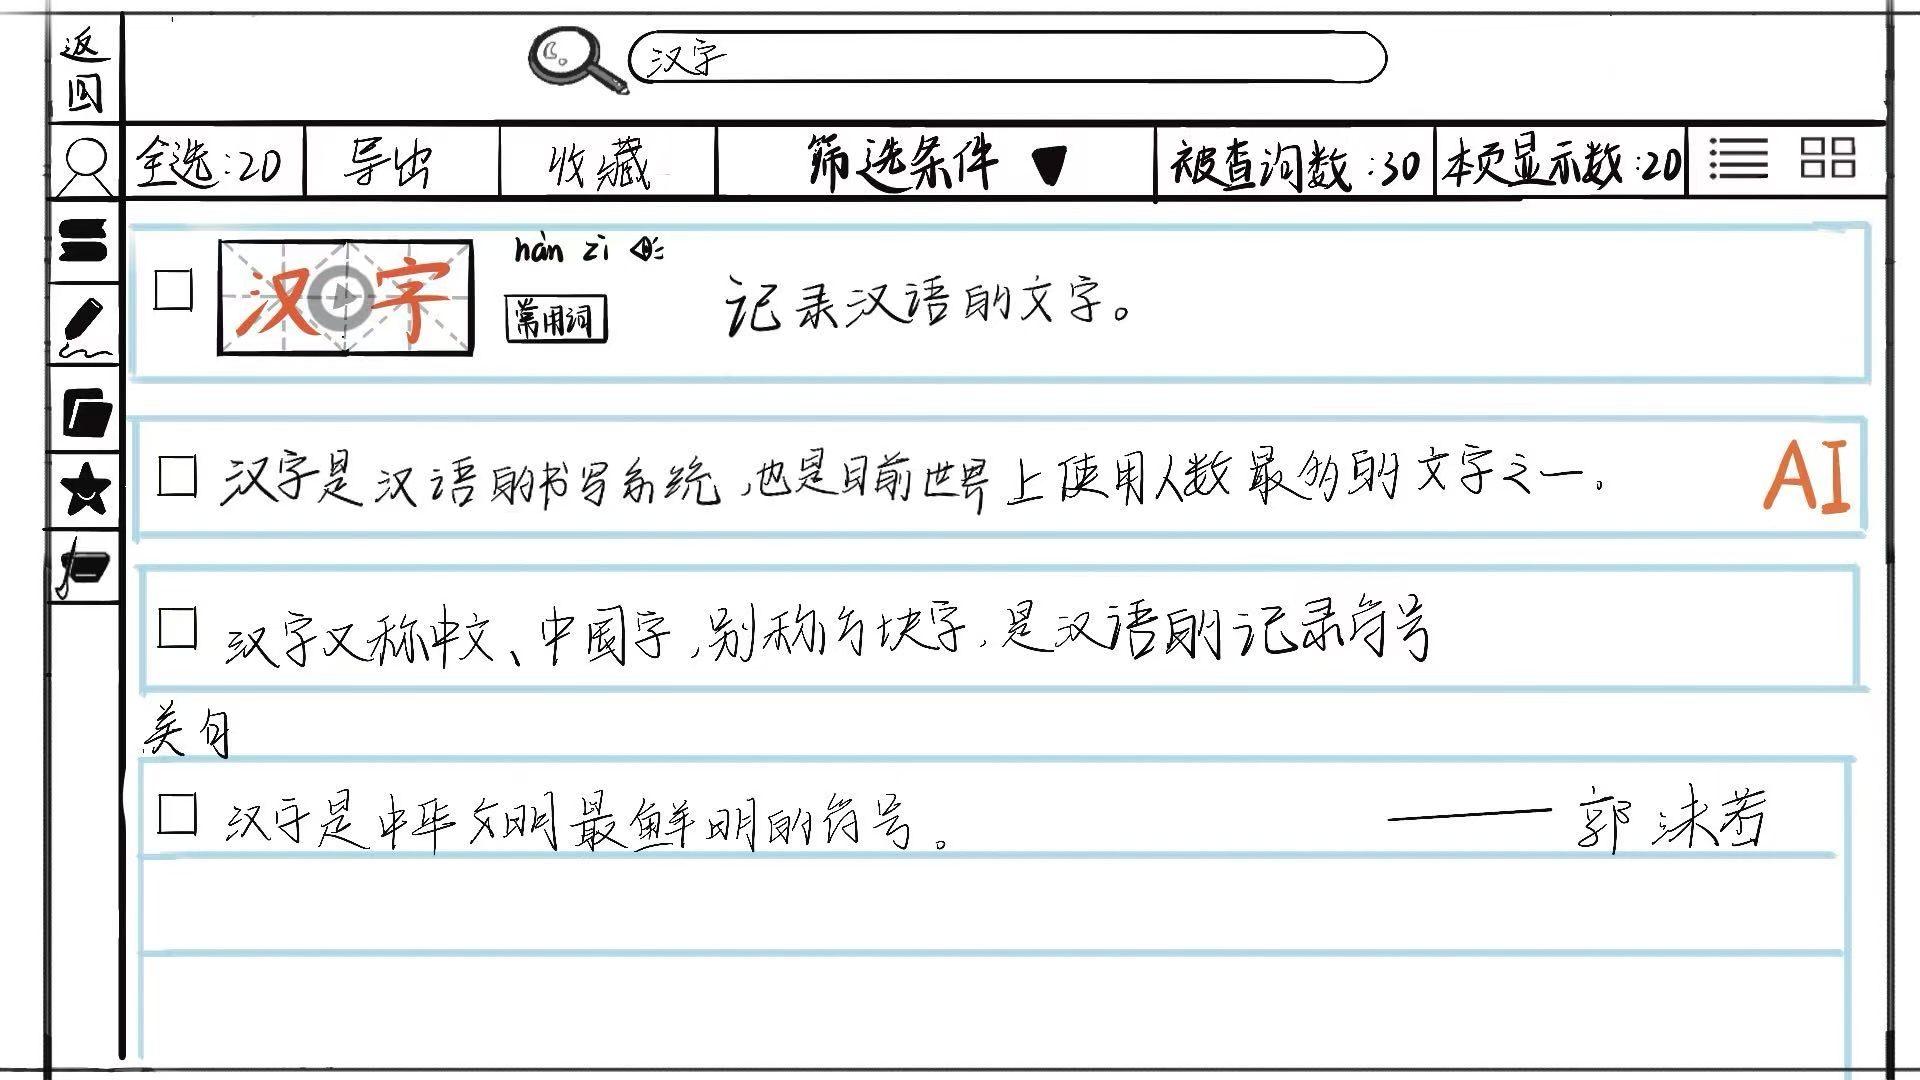 返回
汉字
全选:20 导出 收藏 筛选条件 被查词数:30 本页显示数:20
hàn zì
汉字
常用词
记录汉语的文字。
汉字是汉语的书写系统,也是目前世界上使用人数最多的文字之一.
AI
汉字又称中文、中国字,别称方块字,是汉语的记录符号
美句
汉字是中华文明最鲜明的符号。 ——郭沫若